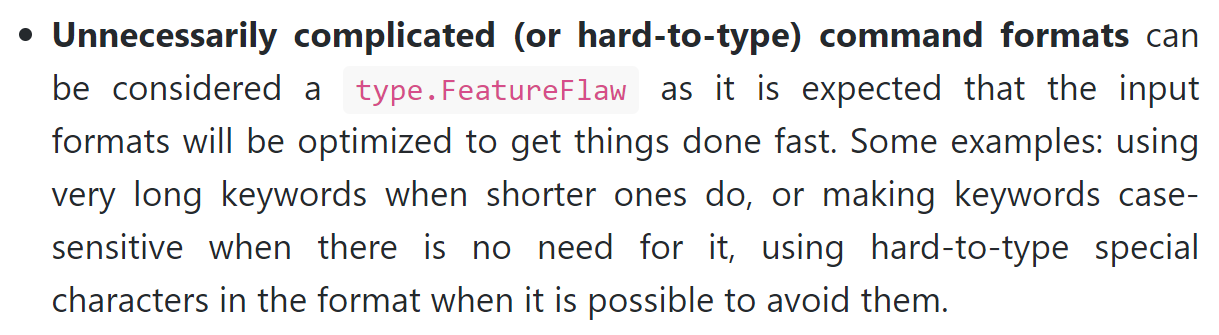 • Unnecessarily complicated (or hard-to-type) command formats can
be considered a type.FeatureFlaw as it is expected that the input
formats will be optimized to get things done fast. Some examples: using
very long keywords when shorter ones do, or making keywords case-
sensitive when there is no need for it, using hard-to-type special
characters in the format when it is possible to avoid them.